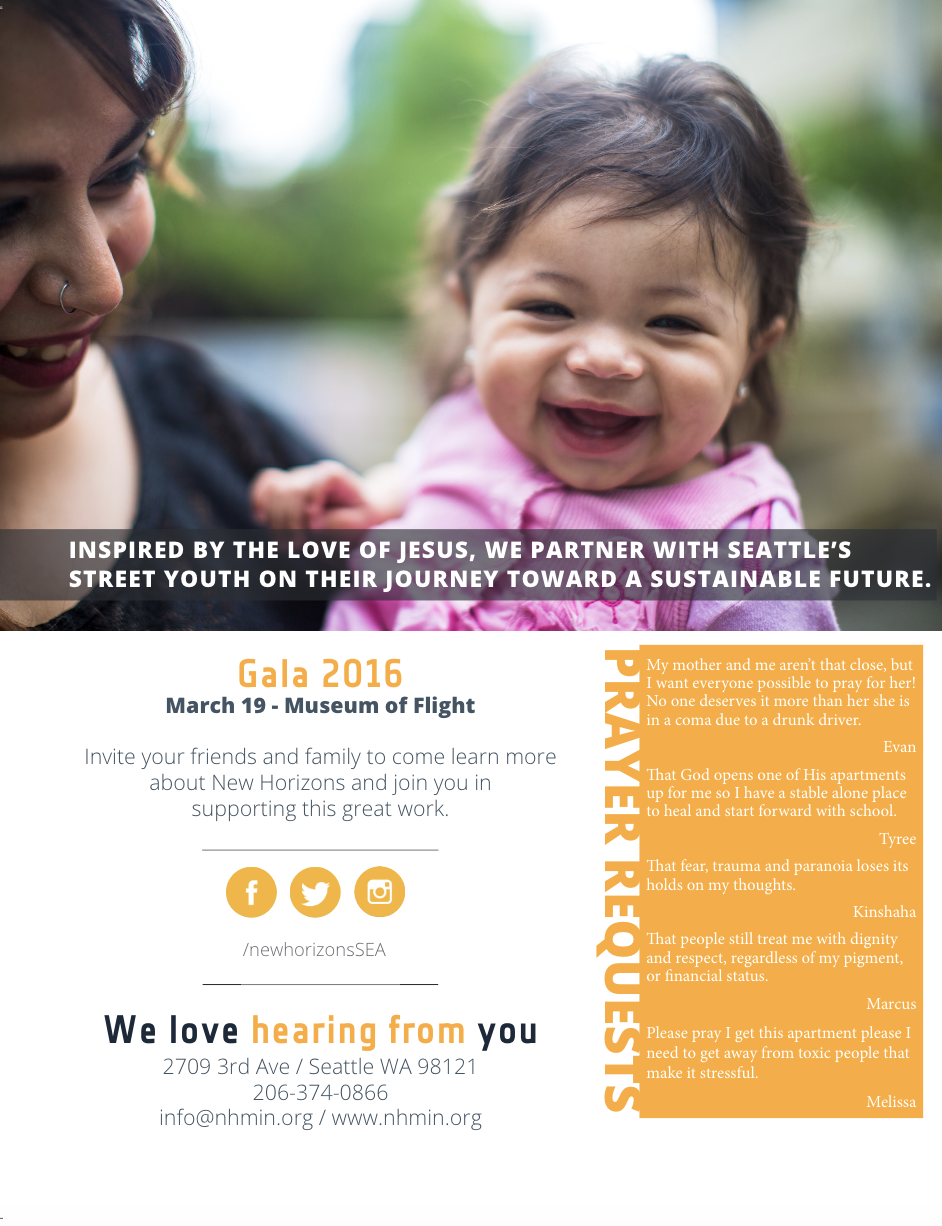 INSPIRED BY THE LOVE OF JESUS, WE PARTNER WITH SEATTLE’S
STREET YOUTH ON THEIR JOURNEY TOWARD A SUSTAINABLE FUTURE.
Gala 2016
March 19 - Museum of Flight
Invite your friends and family to come learn more
about New Horizons and join you in
supporting this great work.
/newhorizonsSEA
We love hearing from you
2709 3rd Ave / Seattle WA 98121
206-374-0866
info@nhmin.org / www.nhmin.org
PRAYER REQUESTS
My mother and me aren’t that close, but
I want everyone possible to pray for her!
No one deserves it more than her she is
in a coma due to a drunk driver.
Evan
That God opens one of His apartments
up for me so I have a stable alone place
to heal and start forward with school.
Tyree
That fear, trauma and paranoia loses its
holds on my thoughts.
Kinshaha
That people still treat me with dignity
and respect, regardless of my pigment,
or financial status.
Marcus
Please pray I get this apartment please I
need to get away from toxic people that
make it stressful.
Melissa